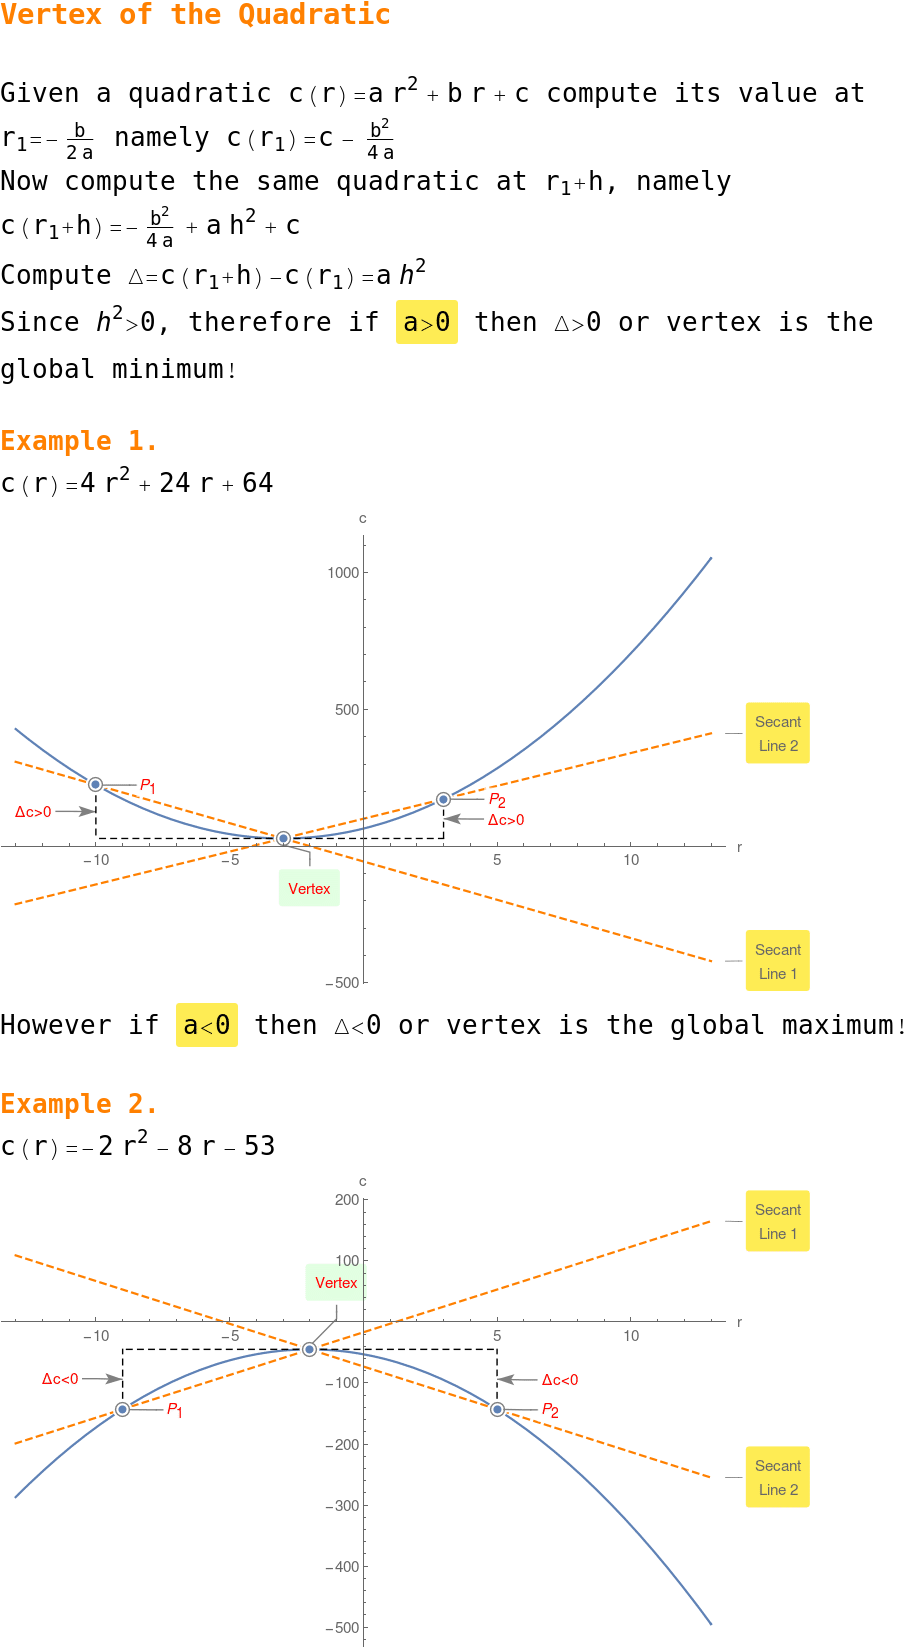 Vertex of the Quadratic
Given a quadratic c(r)=a r² + b r + c compute its value at
r₁=− b/(2 a) namely c(r₁)=c − b²/(4 a)
Now compute the same quadratic at r₁+h, namely
c(r₁+h)=− b²/(4 a) + a h² + c
Compute Δ=c(r₁+h)−c(r₁)=a h²
Since h²>0, therefore if a>0 then Δ>0 or vertex is the
global minimum!
Example 1.
c(r)=4 r² + 24 r + 64
c
1000
500
Secant
Line 2
P₁
P₂
Δc>0
Δc>0
−10
−5
5
10
r
Vertex
Secant
Line 1
−500
However if a<0 then Δ<0 or vertex is the global maximum!
Example 2.
c(r)=−2 r² − 8 r − 53
c
200
Secant
Line 1
100
Vertex
−10
−5
5
10
r
Δc<0
Δc<0
−100
P₁
P₂
−200
Secant
Line 2
−300
−400
−500